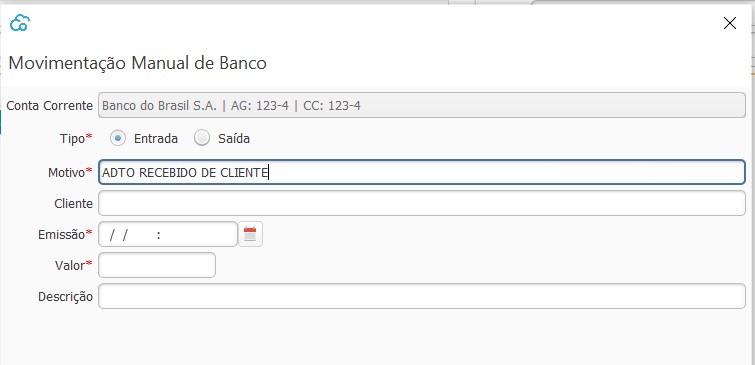 Movimentação Manual de Banco
Conta Corrente Banco do Brasil S.A. | AG: 123-4 | CC: 123-4
Tipo* Entrada Saída
Motivo* ADTO RECEBIDO DE CLIENTE
Cliente
Emissão* / / :
Valor*
Descrição